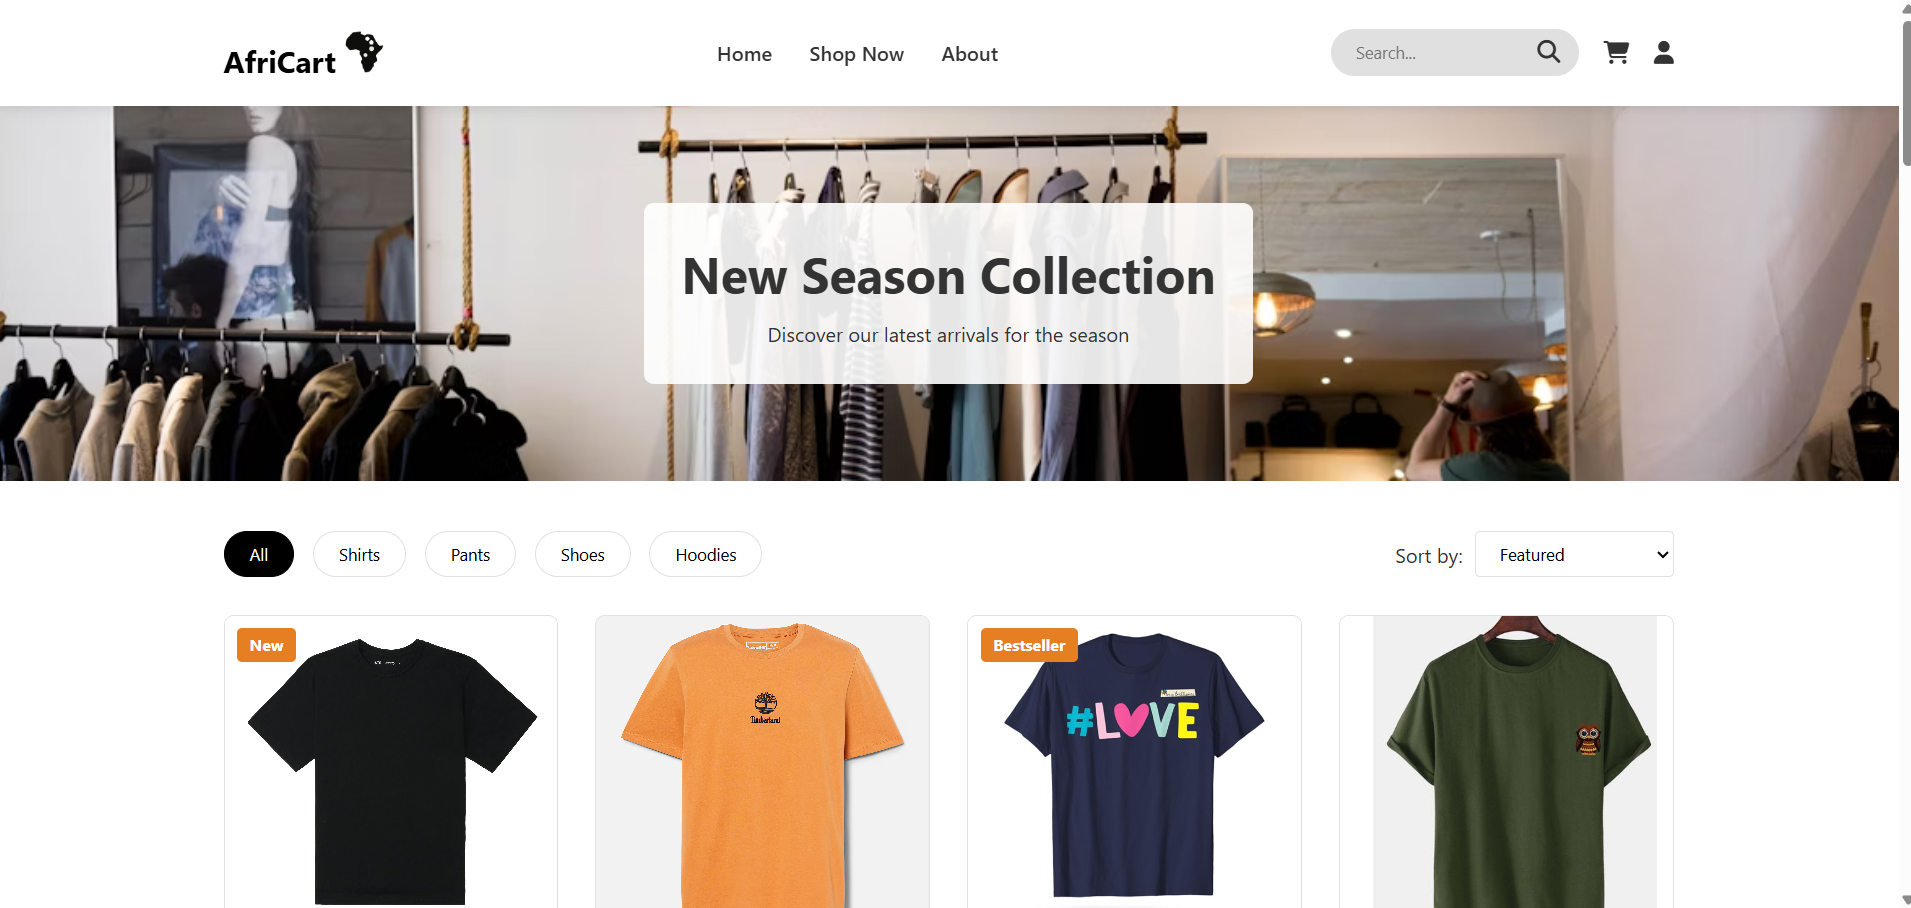 AfriCart
Home Shop Now About
Search...
New Season Collection
Discover our latest arrivals for the season
All Shirts Pants Shoes Hoodies
Sort by: Featured
New
Bestseller
Timberland
#LOVE